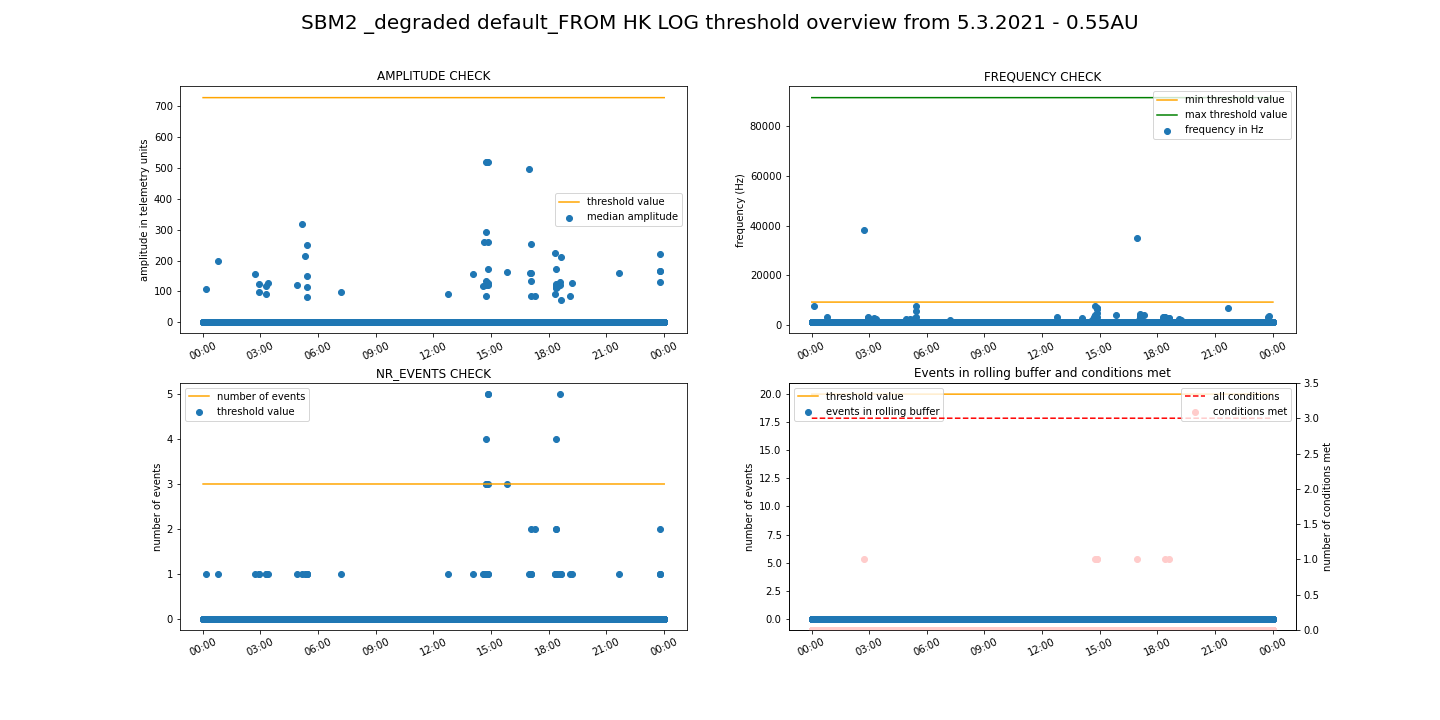 SBM2 _degraded default_FROM HK LOG threshold overview from 5.3.2021 - 0.55AU
AMPLITUDE CHECK
amplitude in telemetry units
700
600
500
400
300
200
100
0
threshold value
median amplitude
00:00 03:00 06:00 09:00 12:00 15:00 18:00 21:00 00:00
FREQUENCY CHECK
frequency (Hz)
80000
60000
40000
20000
0
min threshold value
max threshold value
frequency in Hz
00:00 03:00 06:00 09:00 12:00 15:00 18:00 21:00 00:00
NR_EVENTS CHECK
number of events
5
4
3
2
1
0
number of events
threshold value
00:00 03:00 06:00 09:00 12:00 15:00 18:00 21:00 00:00
Events in rolling buffer and conditions met
number of events
20.0
17.5
15.0
12.5
10.0
7.5
5.0
2.5
0.0
threshold value
events in rolling buffer
all conditions
conditions met
3.5
3.0
2.5
2.0
1.5
1.0
0.5
0.0
number of conditions met
00:00 03:00 06:00 09:00 12:00 15:00 18:00 21:00 00:00